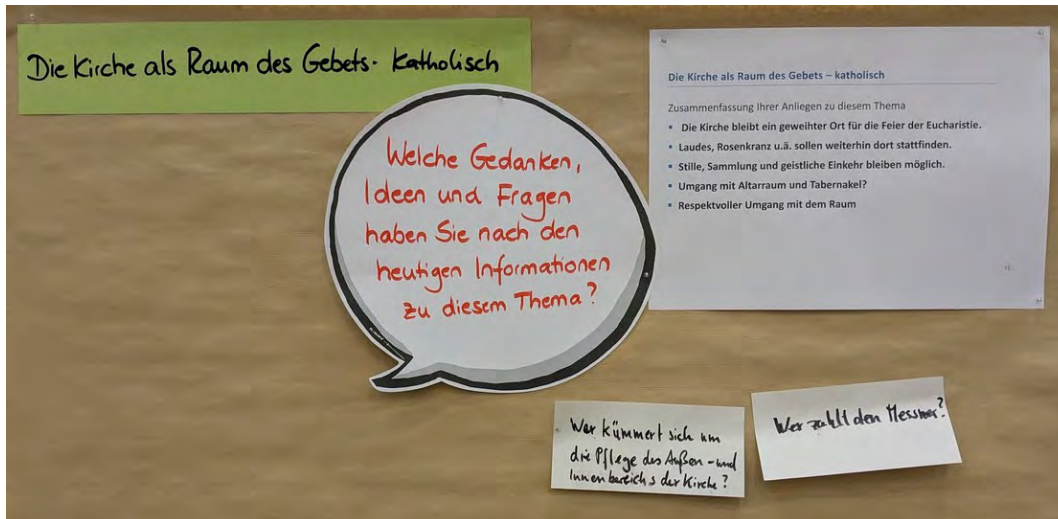 Die Kirche als Raum des Gebets - Katholisch
Welche Gedanken,
Ideen und Fragen
haben Sie nach den
heutigen Informationen
zu diesem Thema?
Die Kirche als Raum des Gebets – katholisch
Zusammenfassung Ihrer Anliegen zu diesem Thema
▪ Die Kirche bleibt ein geweihter Ort für die Feier der Eucharistie.
▪ Laudes, Rosenkranz u.ä. sollen weiterhin dort stattfinden.
▪ Stille, Sammlung und geistliche Einkehr bleiben möglich.
▪ Umgang mit Altarraum und Tabernakel?
▪ Respektvoller Umgang mit dem Raum
Wer kümmert sich um
die Pflege des Außen- und
Innenbereichs der Kirche?
Wer zahlt den Messmer?